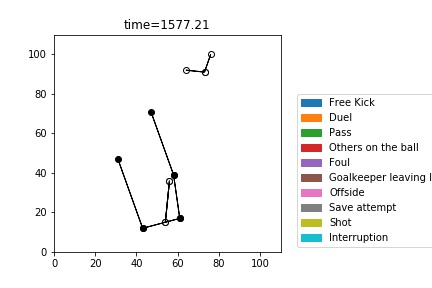 time=1577.21
100
80
60
40
20
0
0 20 40 60 80 100
Free Kick
Duel
Pass
Others on the ball
Foul
Goalkeeper leaving l
Offside
Save attempt
Shot
Interruption